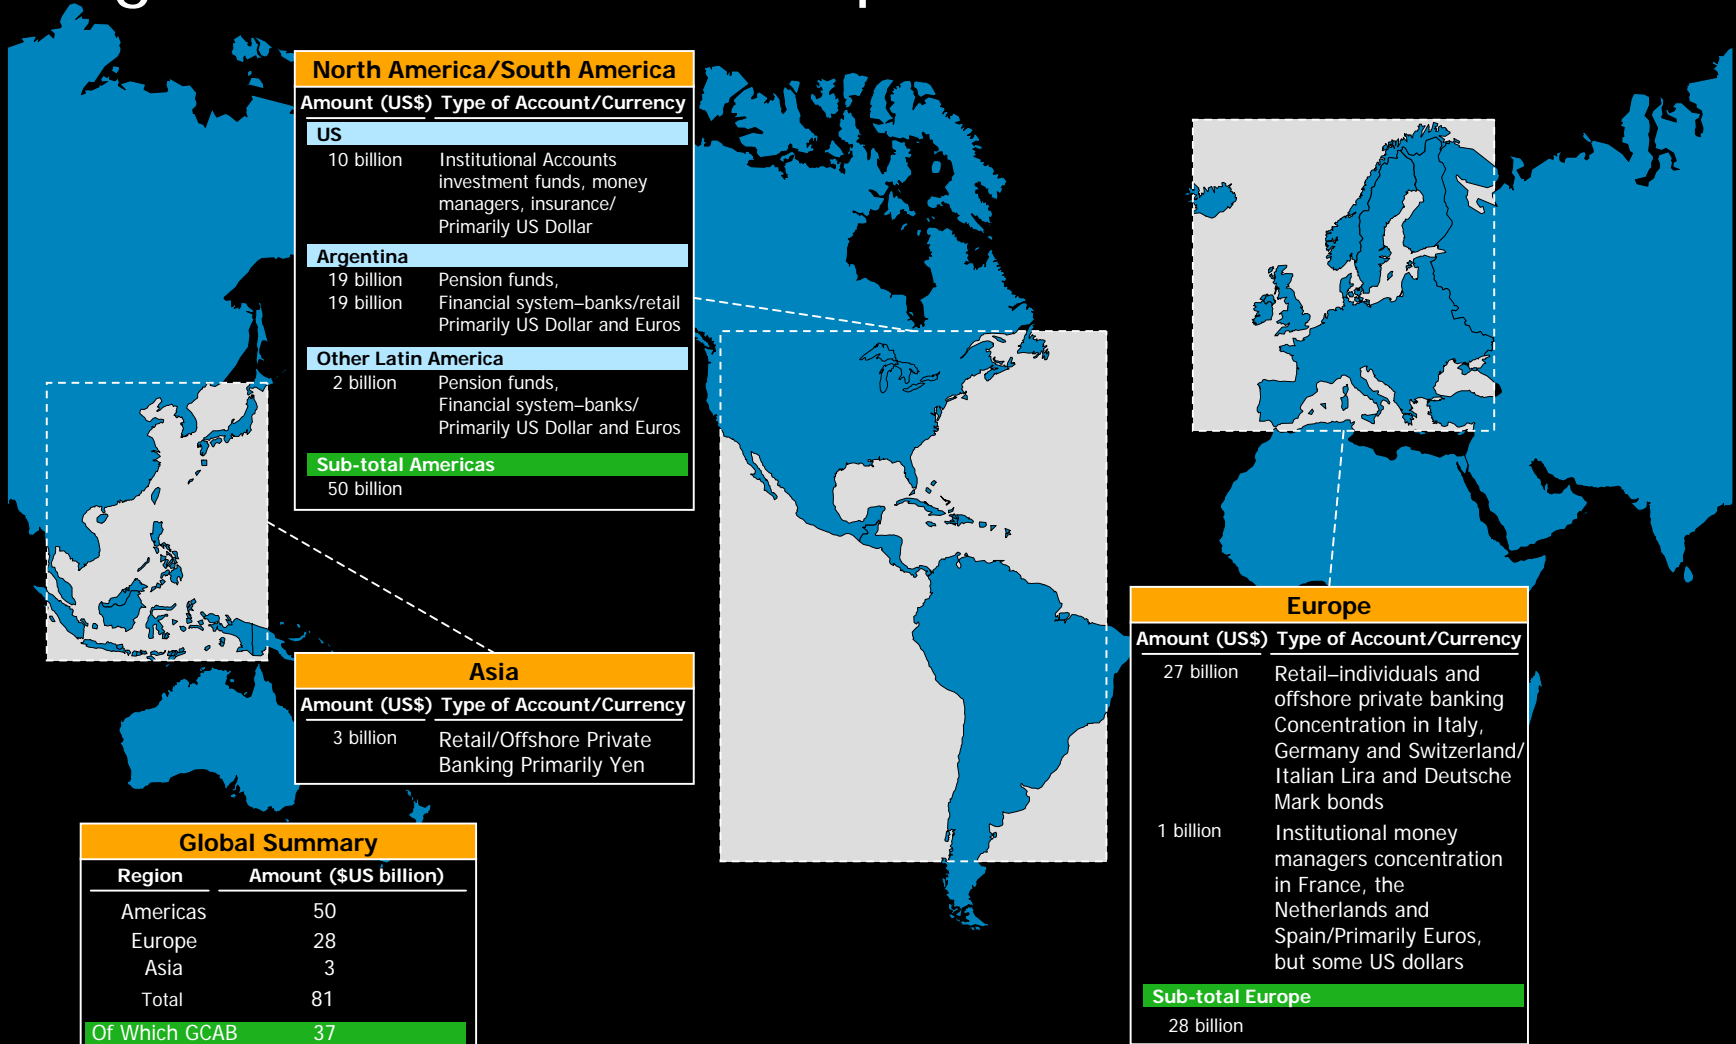 North America/South America
Amount (US$) Type of Account/Currency
US
10 billion Institutional Accounts
investment funds, money
managers, insurance/
Primarily US Dollar
Argentina
19 billion Pension funds,
19 billion Financial system–banks/retail
Primarily US Dollar and Euros
Other Latin America
2 billion Pension funds,
Financial system–banks/
Primarily US Dollar and Euros
Sub-total Americas
50 billion
Asia
Amount (US$) Type of Account/Currency
3 billion Retail/Offshore Private
Banking Primarily Yen
Global Summary
Region Amount ($US billion)
Americas 50
Europe 28
Asia 3
Total 81
Of Which GCAB 37
Europe
Amount (US$) Type of Account/Currency
27 billion Retail–individuals and
offshore private banking
Concentration in Italy,
Germany and Switzerland/
Italian Lira and Deutsche
Mark bonds
1 billion Institutional money
managers concentration
in France, the
Netherlands and
Spain/Primarily Euros,
but some US dollars
Sub-total Europe
28 billion